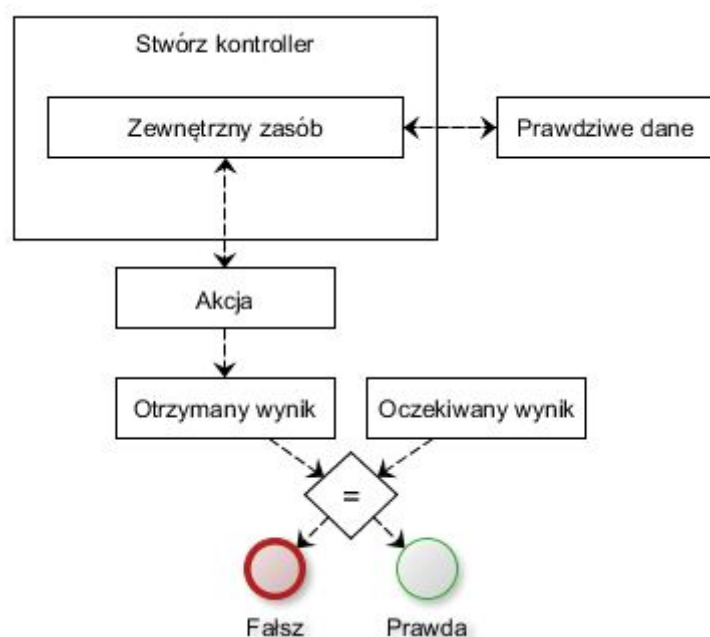 Stwórz kontroller
Zewnętrzny zasób
Prawdziwe dane
Akcja
Otrzymany wynik
Oczekiwany wynik
=
Fałsz
Prawda